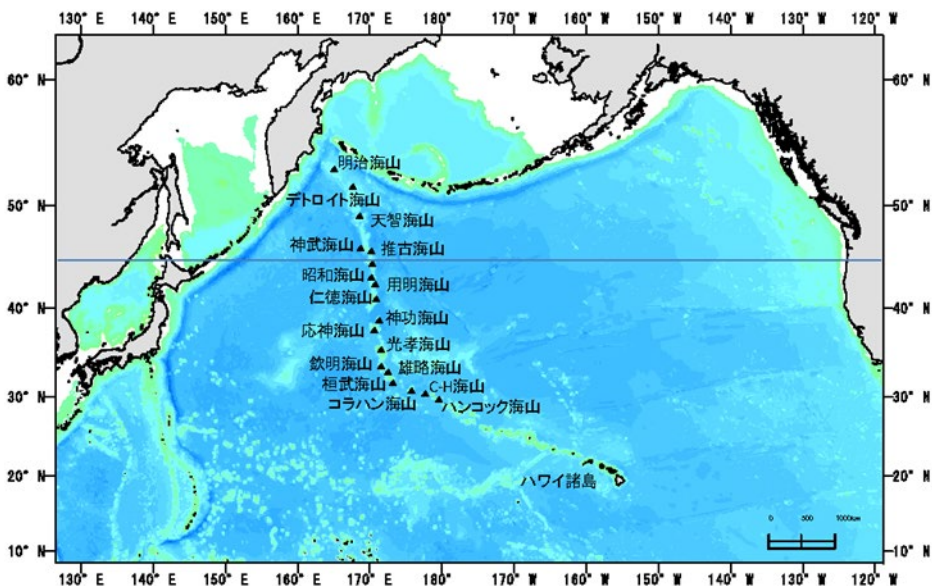 130° E 140° E 150° E 160° E 170° E 180° 170° W 160° W 150° W 140° W 130° W 120° W
60° N 60° N
明治海山
デトロイト海山
50° N 50° N
天智海山
神武海山 推古海山
昭和海山
用明海山
仁徳海山
40° N 40° N
神功海山
応神海山
光孝海山
欽明海山 雄略海山
桓武海山 C-H海山
30° N 30° N
コラハン海山 ハンコック海山
20° N 20° N
ハワイ諸島
0 500 1000km
10° N 10° N
130° E 140° E 150° E 160° E 170° E 180° 170° W 160° W 150° W 140° W 130° W 120° W